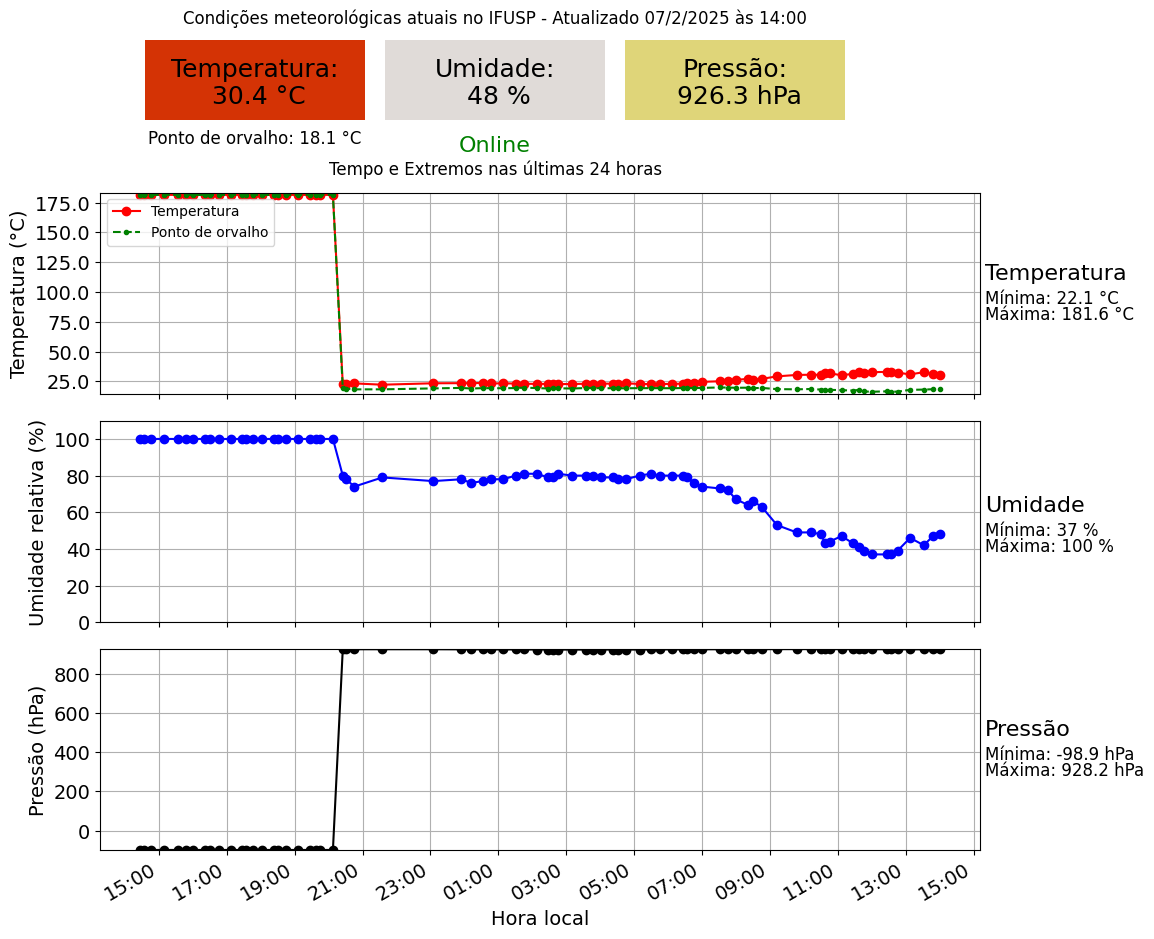 Condições meteorológicas atuais no IFUSP - Atualizado 07/2/2025 às 14:00
Temperatura:
30.4 °C
Umidade:
48 %
Pressão:
926.3 hPa
Ponto de orvalho: 18.1 °C
Online
Tempo e Extremos nas últimas 24 horas
Temperatura (°C)
175.0
150.0
125.0
100.0
75.0
50.0
25.0
Temperatura
Ponto de orvalho
Temperatura
Mínima: 22.1 °C
Máxima: 181.6 °C
Umidade relativa (%)
100
80
60
40
20
0
Umidade
Mínima: 37 %
Máxima: 100 %
Pressão (hPa)
800
600
400
200
0
Pressão
Mínima: -98.9 hPa
Máxima: 928.2 hPa
15:00
17:00
19:00
21:00
23:00
01:00
03:00
05:00
07:00
09:00
11:00
13:00
15:00
Hora local